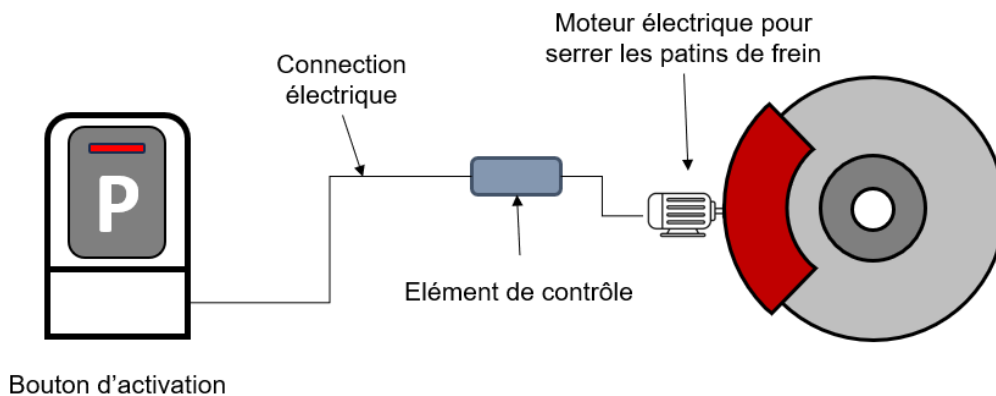 Moteur électrique pour
serrer les patins de frein
Connection
électrique
P
Elément de contrôle
Bouton d’activation